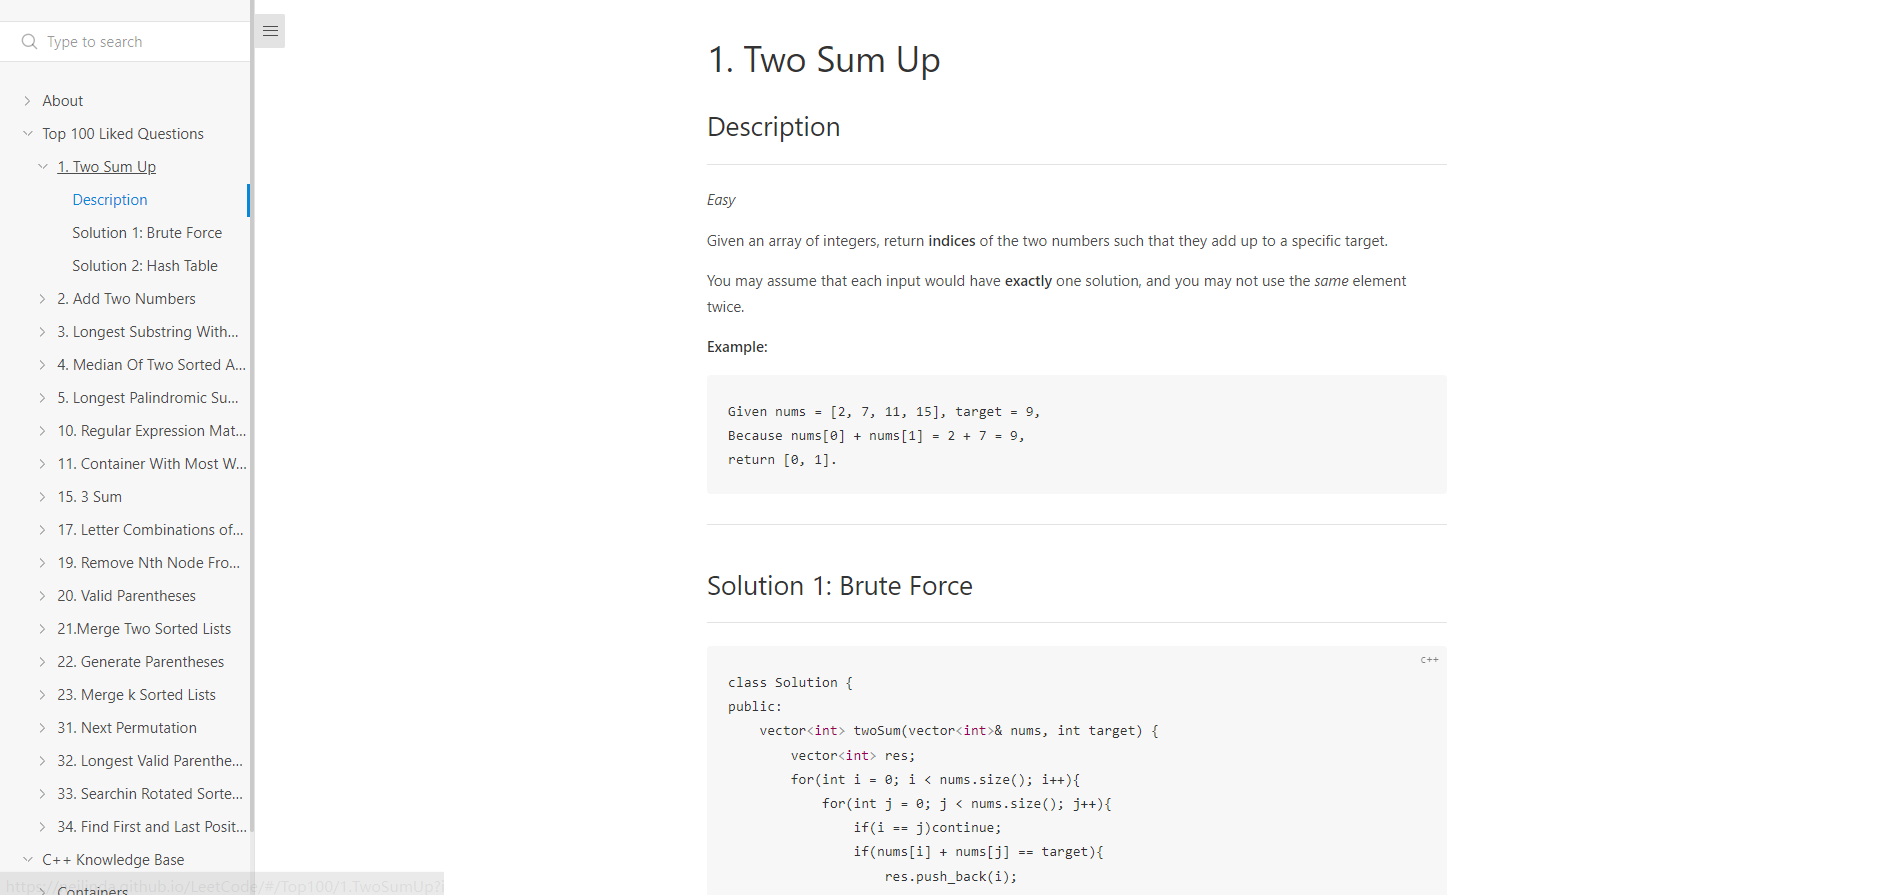 Type to search
About
Top 100 Liked Questions
1. Two Sum Up
Description
Solution 1: Brute Force
Solution 2: Hash Table
2. Add Two Numbers
3. Longest Substring With...
4. Median Of Two Sorted A...
5. Longest Palindromic Su...
10. Regular Expression Mat...
11. Container With Most W...
15. 3 Sum
17. Letter Combinations of...
19. Remove Nth Node Fro...
20. Valid Parentheses
21.Merge Two Sorted Lists
22. Generate Parentheses
23. Merge k Sorted Lists
31. Next Permutation
32. Longest Valid Parenthe...
33. Searchin Rotated Sorte...
34. Find First and Last Posit...
C++ Knowledge Base
Containers
1. Two Sum Up
Description
Easy
Given an array of integers, return indices of the two numbers such that they add up to a specific target.
You may assume that each input would have exactly one solution, and you may not use the same element
twice.
Example:
Given nums = [2, 7, 11, 15], target = 9,
Because nums[0] + nums[1] = 2 + 7 = 9,
return [0, 1].
Solution 1: Brute Force
c++
class Solution {
public:
    vector<int> twoSum(vector<int>& nums, int target) {
        vector<int> res;
        for(int i = 0; i < nums.size(); i++){
            for(int j = 0; j < nums.size(); j++){
                if(i == j)continue;
                if(nums[i] + nums[j] == target){
                    res.push_back(i);